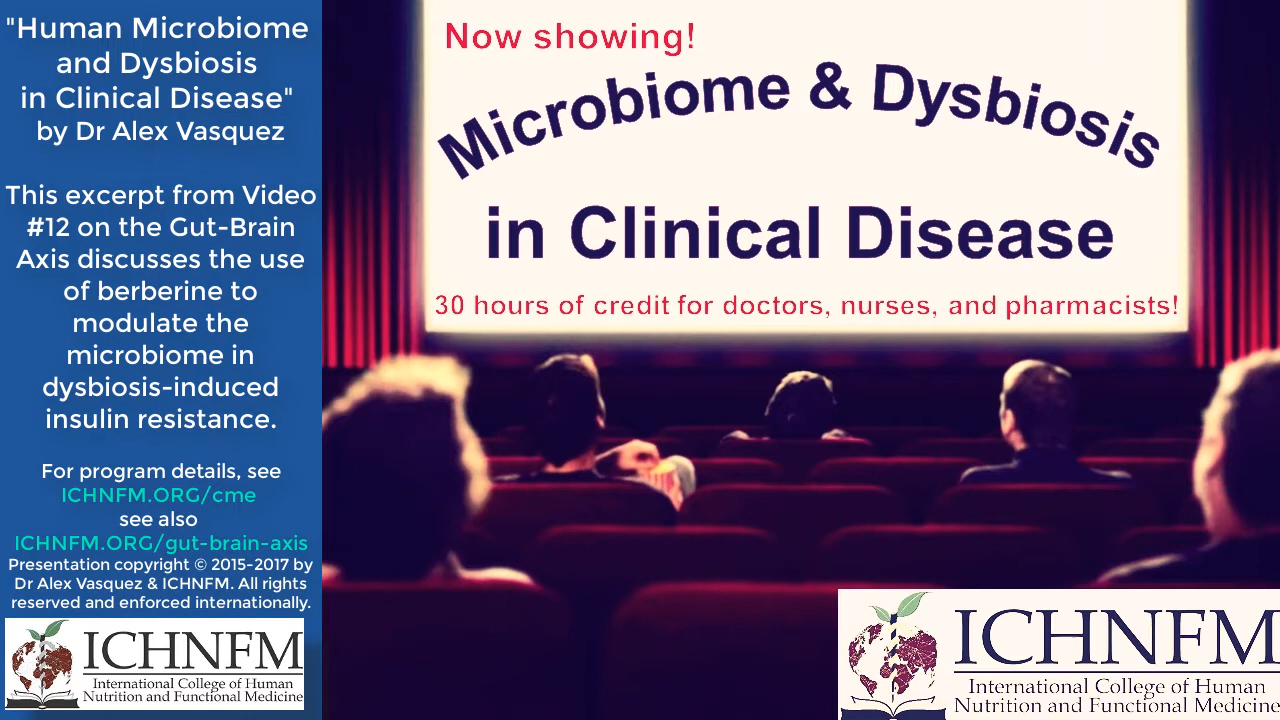 "Human Microbiome
and Dysbiosis
in Clinical Disease"
by Dr Alex Vasquez
This excerpt from Video
#12 on the Gut-Brain
Axis discusses the use
of berberine to
modulate the
microbiome in
dysbiosis-induced
insulin resistance.
For program details, see
ICHNFM.ORG/cme
see also
ICHNFM.ORG/gut-brain-axis
Presentation copyright © 2015-2017 by
Dr Alex Vasquez & ICHNFM. All rights
reserved and enforced internationally.
ICHNFM
International College of Human
Nutrition and Functional Medicine
Now showing!
Microbiome & Dysbiosis
in Clinical Disease
30 hours of credit for doctors, nurses, and pharmacists!
ICHNFM
International College of Human
Nutrition and Functional Medicine